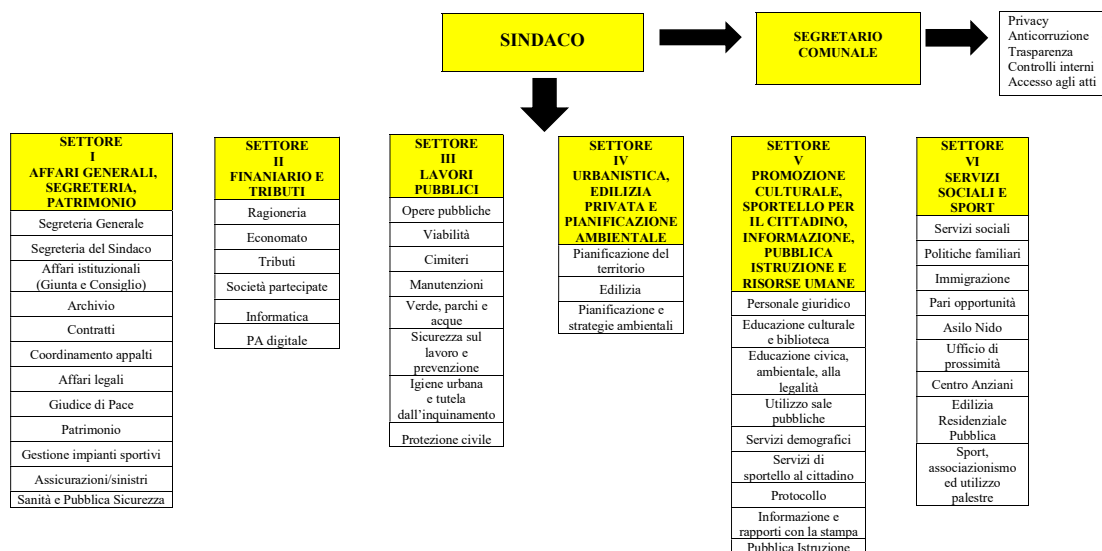 SINDACO
SEGRETARIO
COMUNALE
Privacy
Anticorruzione
Trasparenza
Controlli interni
Accesso agli atti
SETTORE
I
AFFARI GENERALI,
SEGRETERIA,
PATRIMONIO
Segreteria Generale
Segreteria del Sindaco
Affari istituzionali
(Giunta e Consiglio)
Archivio
Contratti
Coordinamento appalti
Affari legali
Giudice di Pace
Patrimonio
Gestione impianti sportivi
Assicurazioni/sinistri
Sanità e Pubblica Sicurezza
SETTORE
II
FINANIARIO E
TRIBUTI
Ragioneria
Economato
Tributi
Società partecipate
Informatica
PA digitale
SETTORE
III
LAVORI
PUBBLICI
Opere pubbliche
Viabilità
Cimiteri
Manutenzioni
Verde, parchi e
acque
Sicurezza sul
lavoro e
prevenzione
Igiene urbana
e tutela
dall'inquinamento
Protezione civile
SETTORE
IV
URBANISTICA,
EDILIZIA
PRIVATA E
PIANIFICAZIONE
AMBIENTALE
Pianificazione del
territorio
Edilizia
Pianificazione e
strategie ambientali
SETTORE
V
PROMOZIONE
CULTURALE,
SPORTELLO PER
IL CITTADINO,
INFORMAZIONE,
PUBBLICA
ISTRUZIONE E
RISORSE UMANE
Personale giuridico
Educazione culturale
e biblioteca
Educazione civica,
ambientale, alla
legalità
Utilizzo sale
pubbliche
Servizi demografici
Servizi di
sportello al cittadino
Protocollo
Informazione e
rapporti con la stampa
Pubblica Istruzione
SETTORE
VI
SERVIZI
SOCIALI E
SPORT
Servizi sociali
Politiche familiari
Immigrazione
Pari opportunità
Asilo Nido
Ufficio di
prossimità
Centro Anziani
Edilizia
Residenziale
Pubblica
Sport,
associazionismo
ed utilizzo
palestre